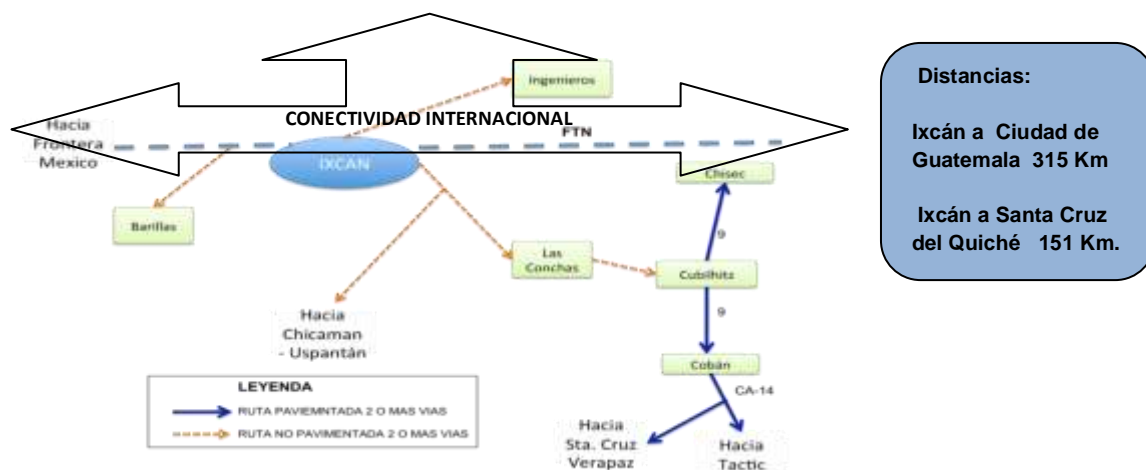 Ingenieros
CONECTIVIDAD INTERNACIONAL
FTN
Hacia
Frontera
Mexico
IXCAN
Chisec
Barillas
9
Las
Conchas
Cubilhitz
Hacia
Chicaman
- Uspantán
9
Cobán
LEYENDA
RUTA PAVIEMNTADA 2 O MAS VIAS
RUTA NO PAVIMENTADA 2 O MAS VIAS
CA-14
Hacia
Sta. Cruz
Verapaz
Hacia
Tactic
Distancias:
Ixcán a Ciudad de
Guatemala 315 Km
Ixcán a Santa Cruz
del Quiché 151 Km.